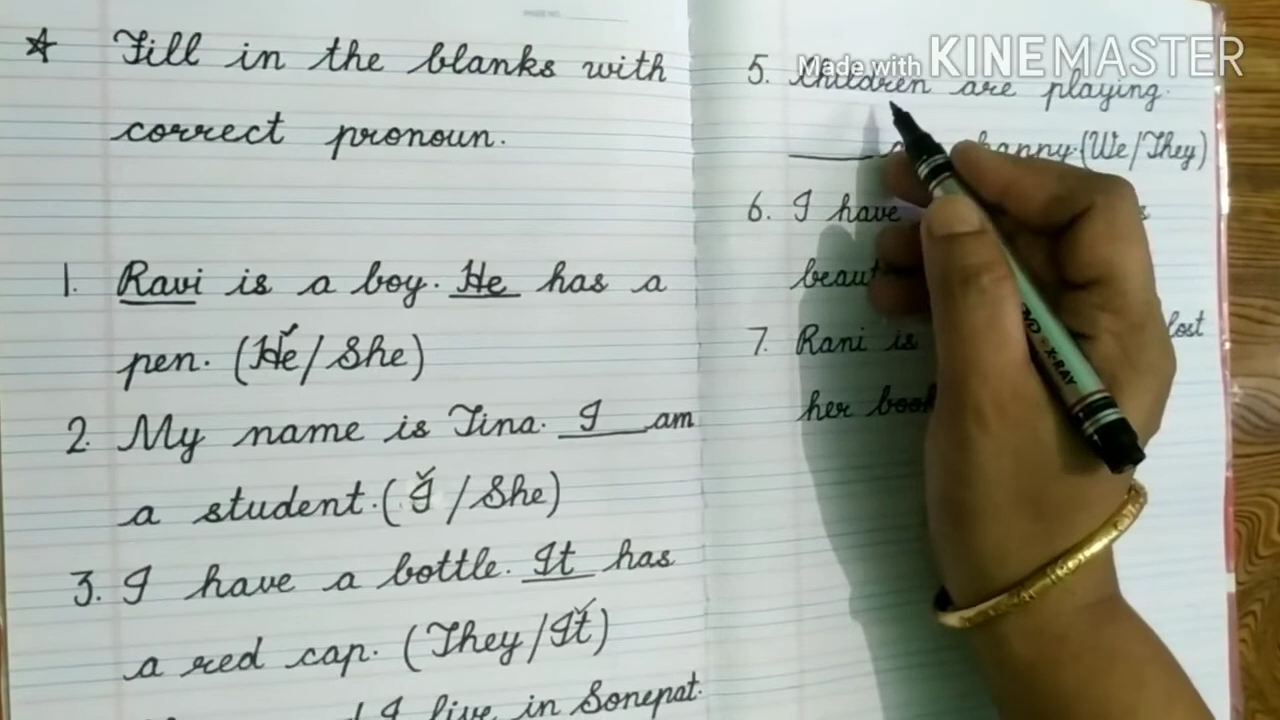 Fill in the blanks with
correct pronoun.
1. Ravi is a boy. He has a
pen. (He/She)
2. My name is Tina. I am
a student. (I/She)
3. I have a bottle. It has
a red cap. (They/It)
I live in Sonepat.
Made with KINEMASTER
5. Children are playing.
____ happy. (We/They)
6. I have
7. Rani is lost
her
X-RAY